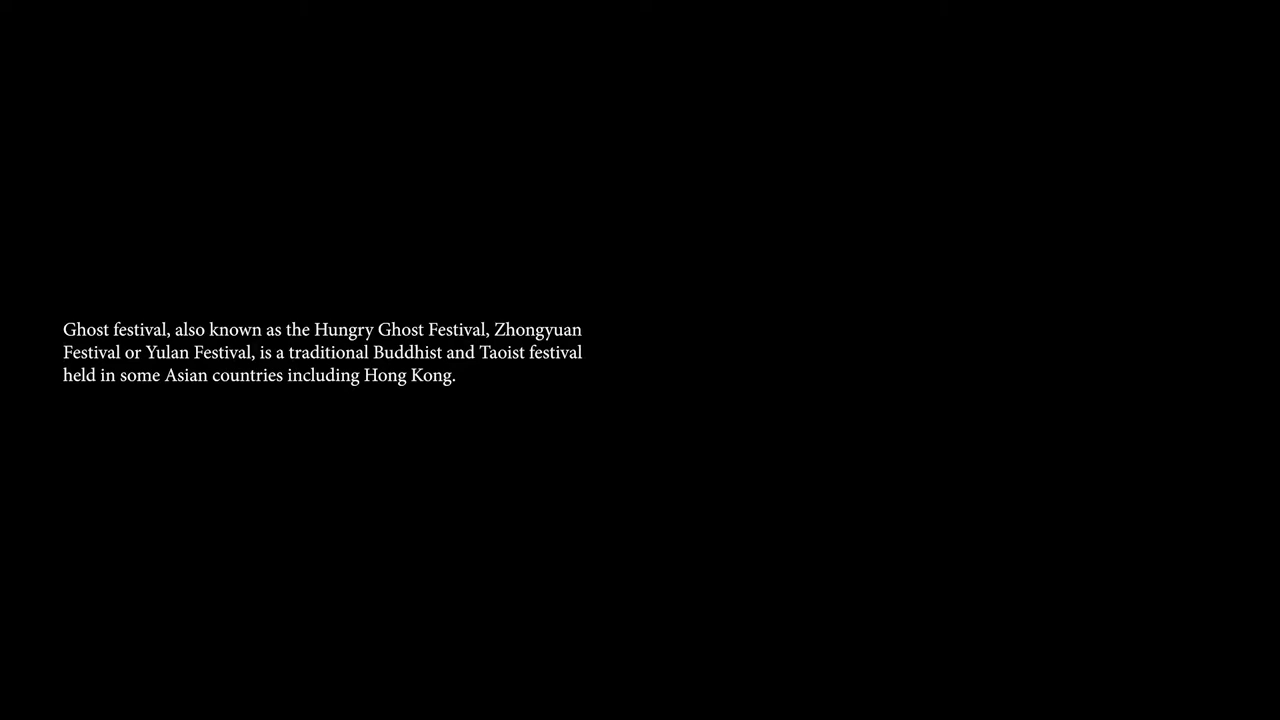 Ghost festival, also known as the Hungry Ghost Festival, Zhongyuan
Festival or Yulan Festival, is a traditional Buddhist and Taoist festival
held in some Asian countries including Hong Kong.